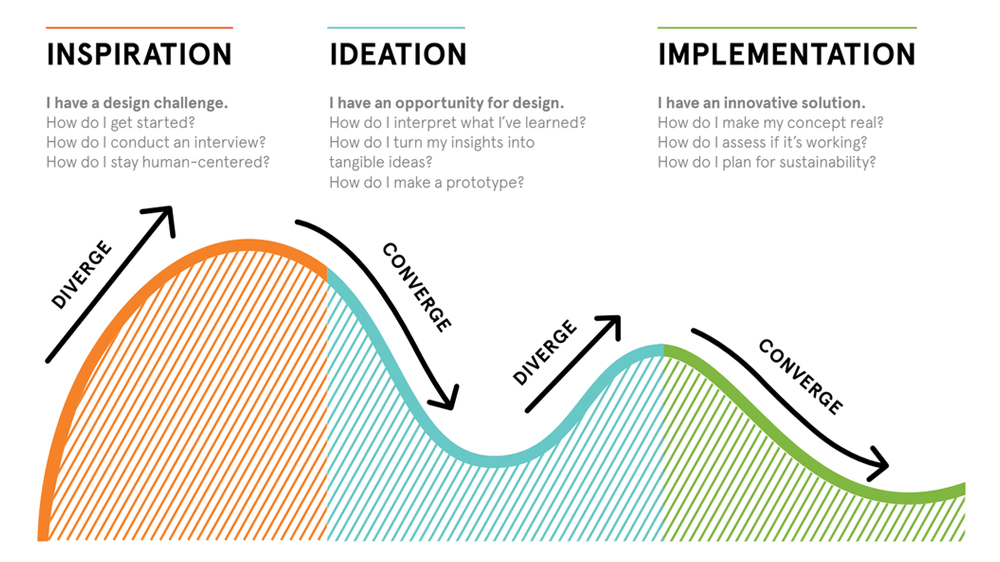 INSPIRATION
I have a design challenge.
How do I get started?
How do I conduct an interview?
How do I stay human-centered?
IDEATION
I have an opportunity for design.
How do I interpret what I’ve learned?
How do I turn my insights into
tangible ideas?
How do I make a prototype?
IMPLEMENTATION
I have an innovative solution.
How do I make my concept real?
How do I assess if it’s working?
How do I plan for sustainability?
DIVERGE
CONVERGE
DIVERGE
CONVERGE